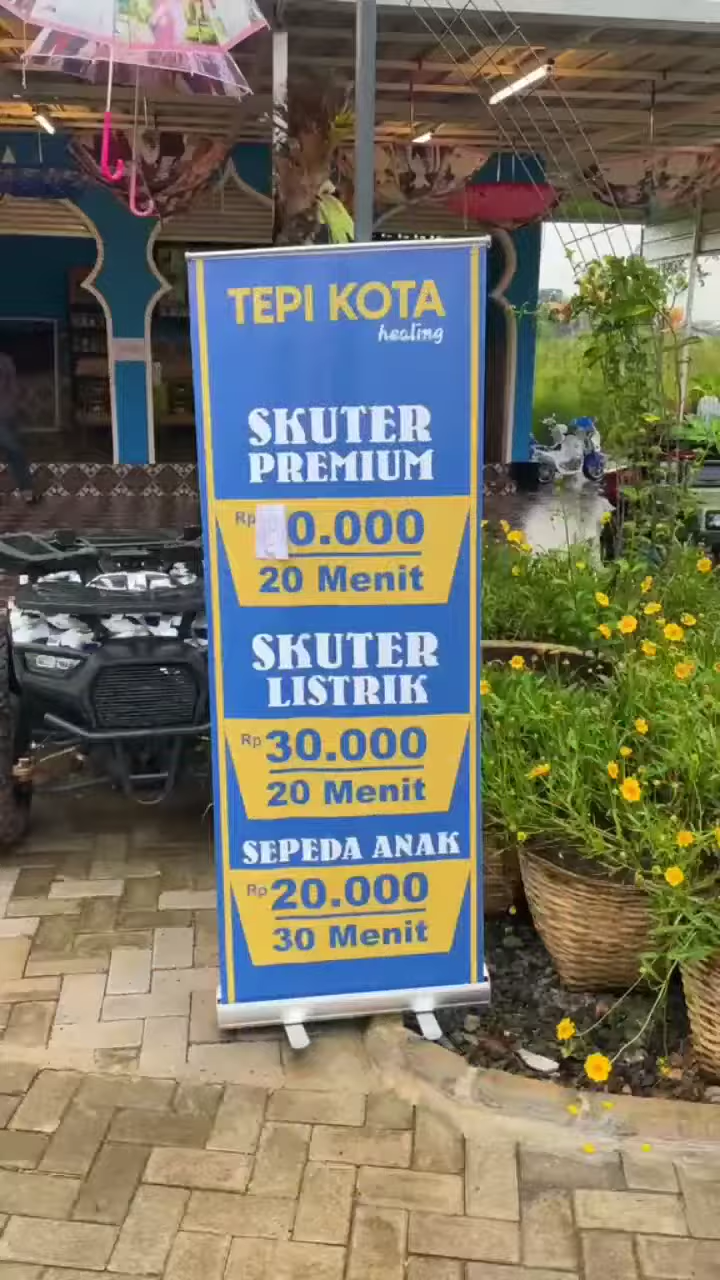 TEPI KOTA
healing
SKUTER
PREMIUM
Rp 0.000
20 Menit
SKUTER
LISTRIK
Rp 30.000
20 Menit
SEPEDA ANAK
Rp 20.000
30 Menit